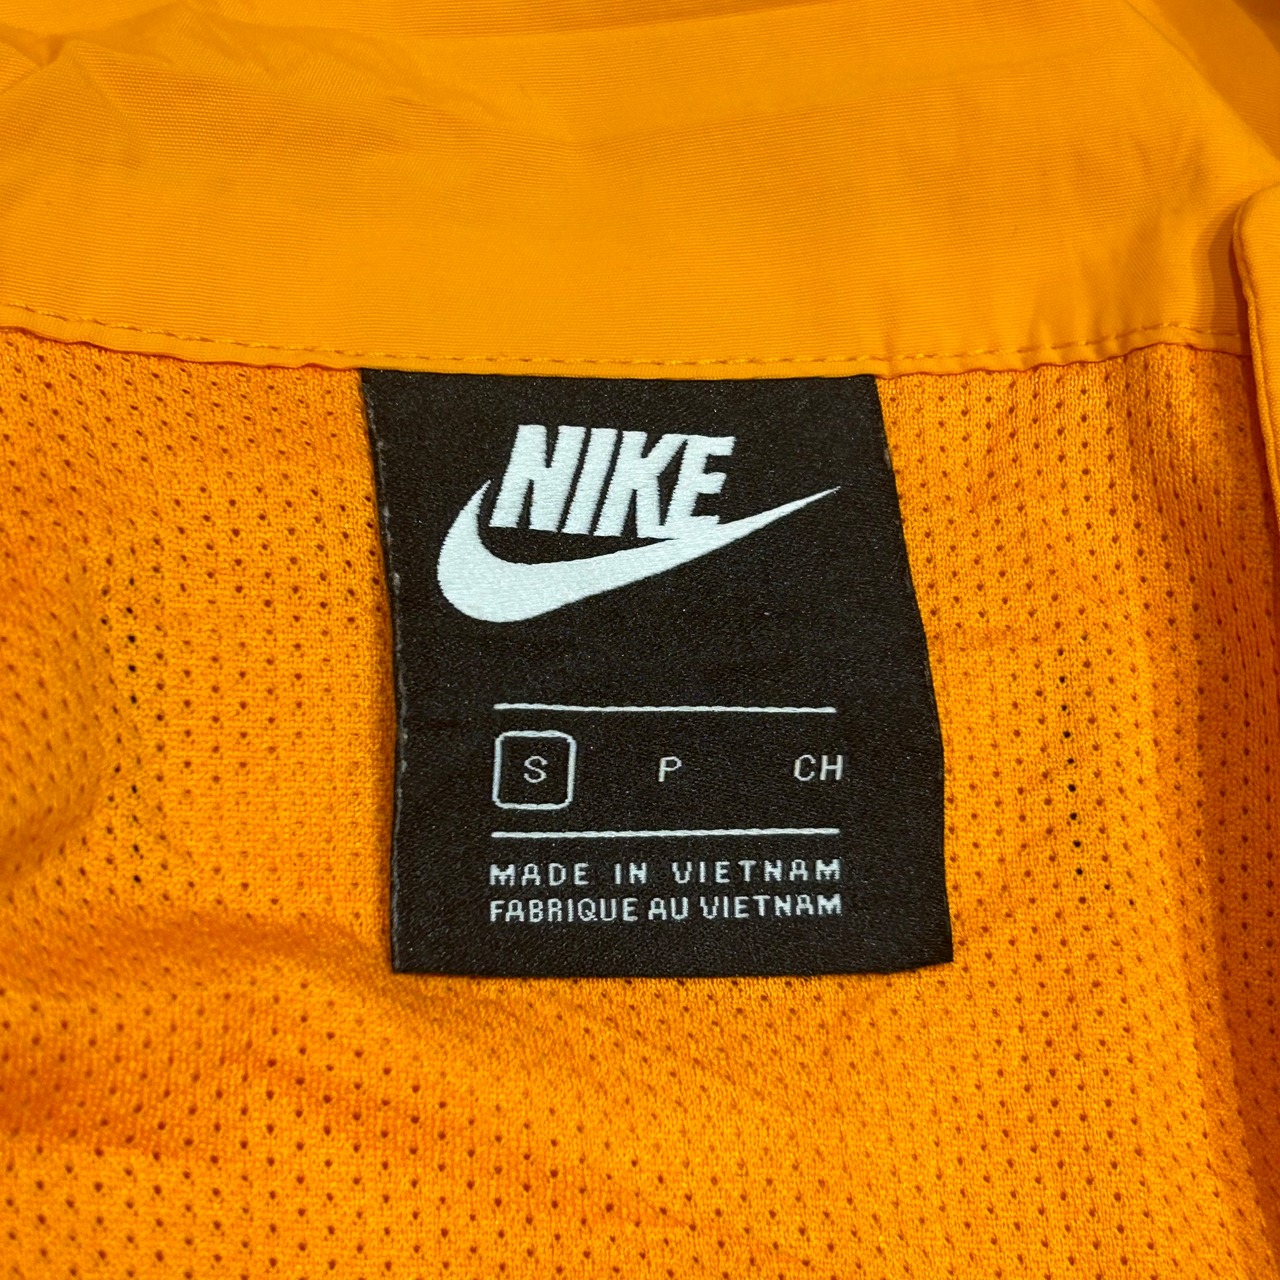 NIKE
S P CH
MADE IN VIETNAM
FABRIQUE AU VIETNAM